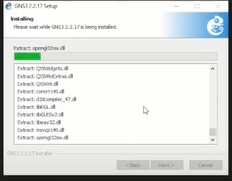 GNS3 2.2.17 Setup
Installing
Please wait while GNS3 2.2.17 is being installed.
Extract: opengl32sw.dll
Extract: Qt5Widgets.dll
Extract: Qt5WinExtras.dll
Extract: Qt5Xml.dll
Extract: concrt140.dll
Extract: d3dcompiler_47.dll
Extract: libEGL.dll
Extract: libGLESv2.dll
Extract: libeay32.dll
Extract: msvcp140.dll
Extract: opengl32sw.dll
GNS3 2.2.17 installer
< Back
Next >
Cancel